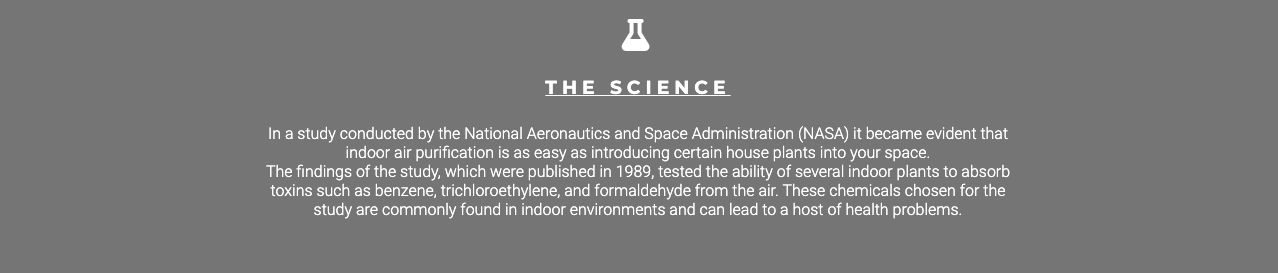 THE SCIENCE
In a study conducted by the National Aeronautics and Space Administration (NASA) it became evident that
indoor air purification is as easy as introducing certain house plants into your space.
The findings of the study, which were published in 1989, tested the ability of several indoor plants to absorb
toxins such as benzene, trichloroethylene, and formaldehyde from the air. These chemicals chosen for the
study are commonly found in indoor environments and can lead to a host of health problems.